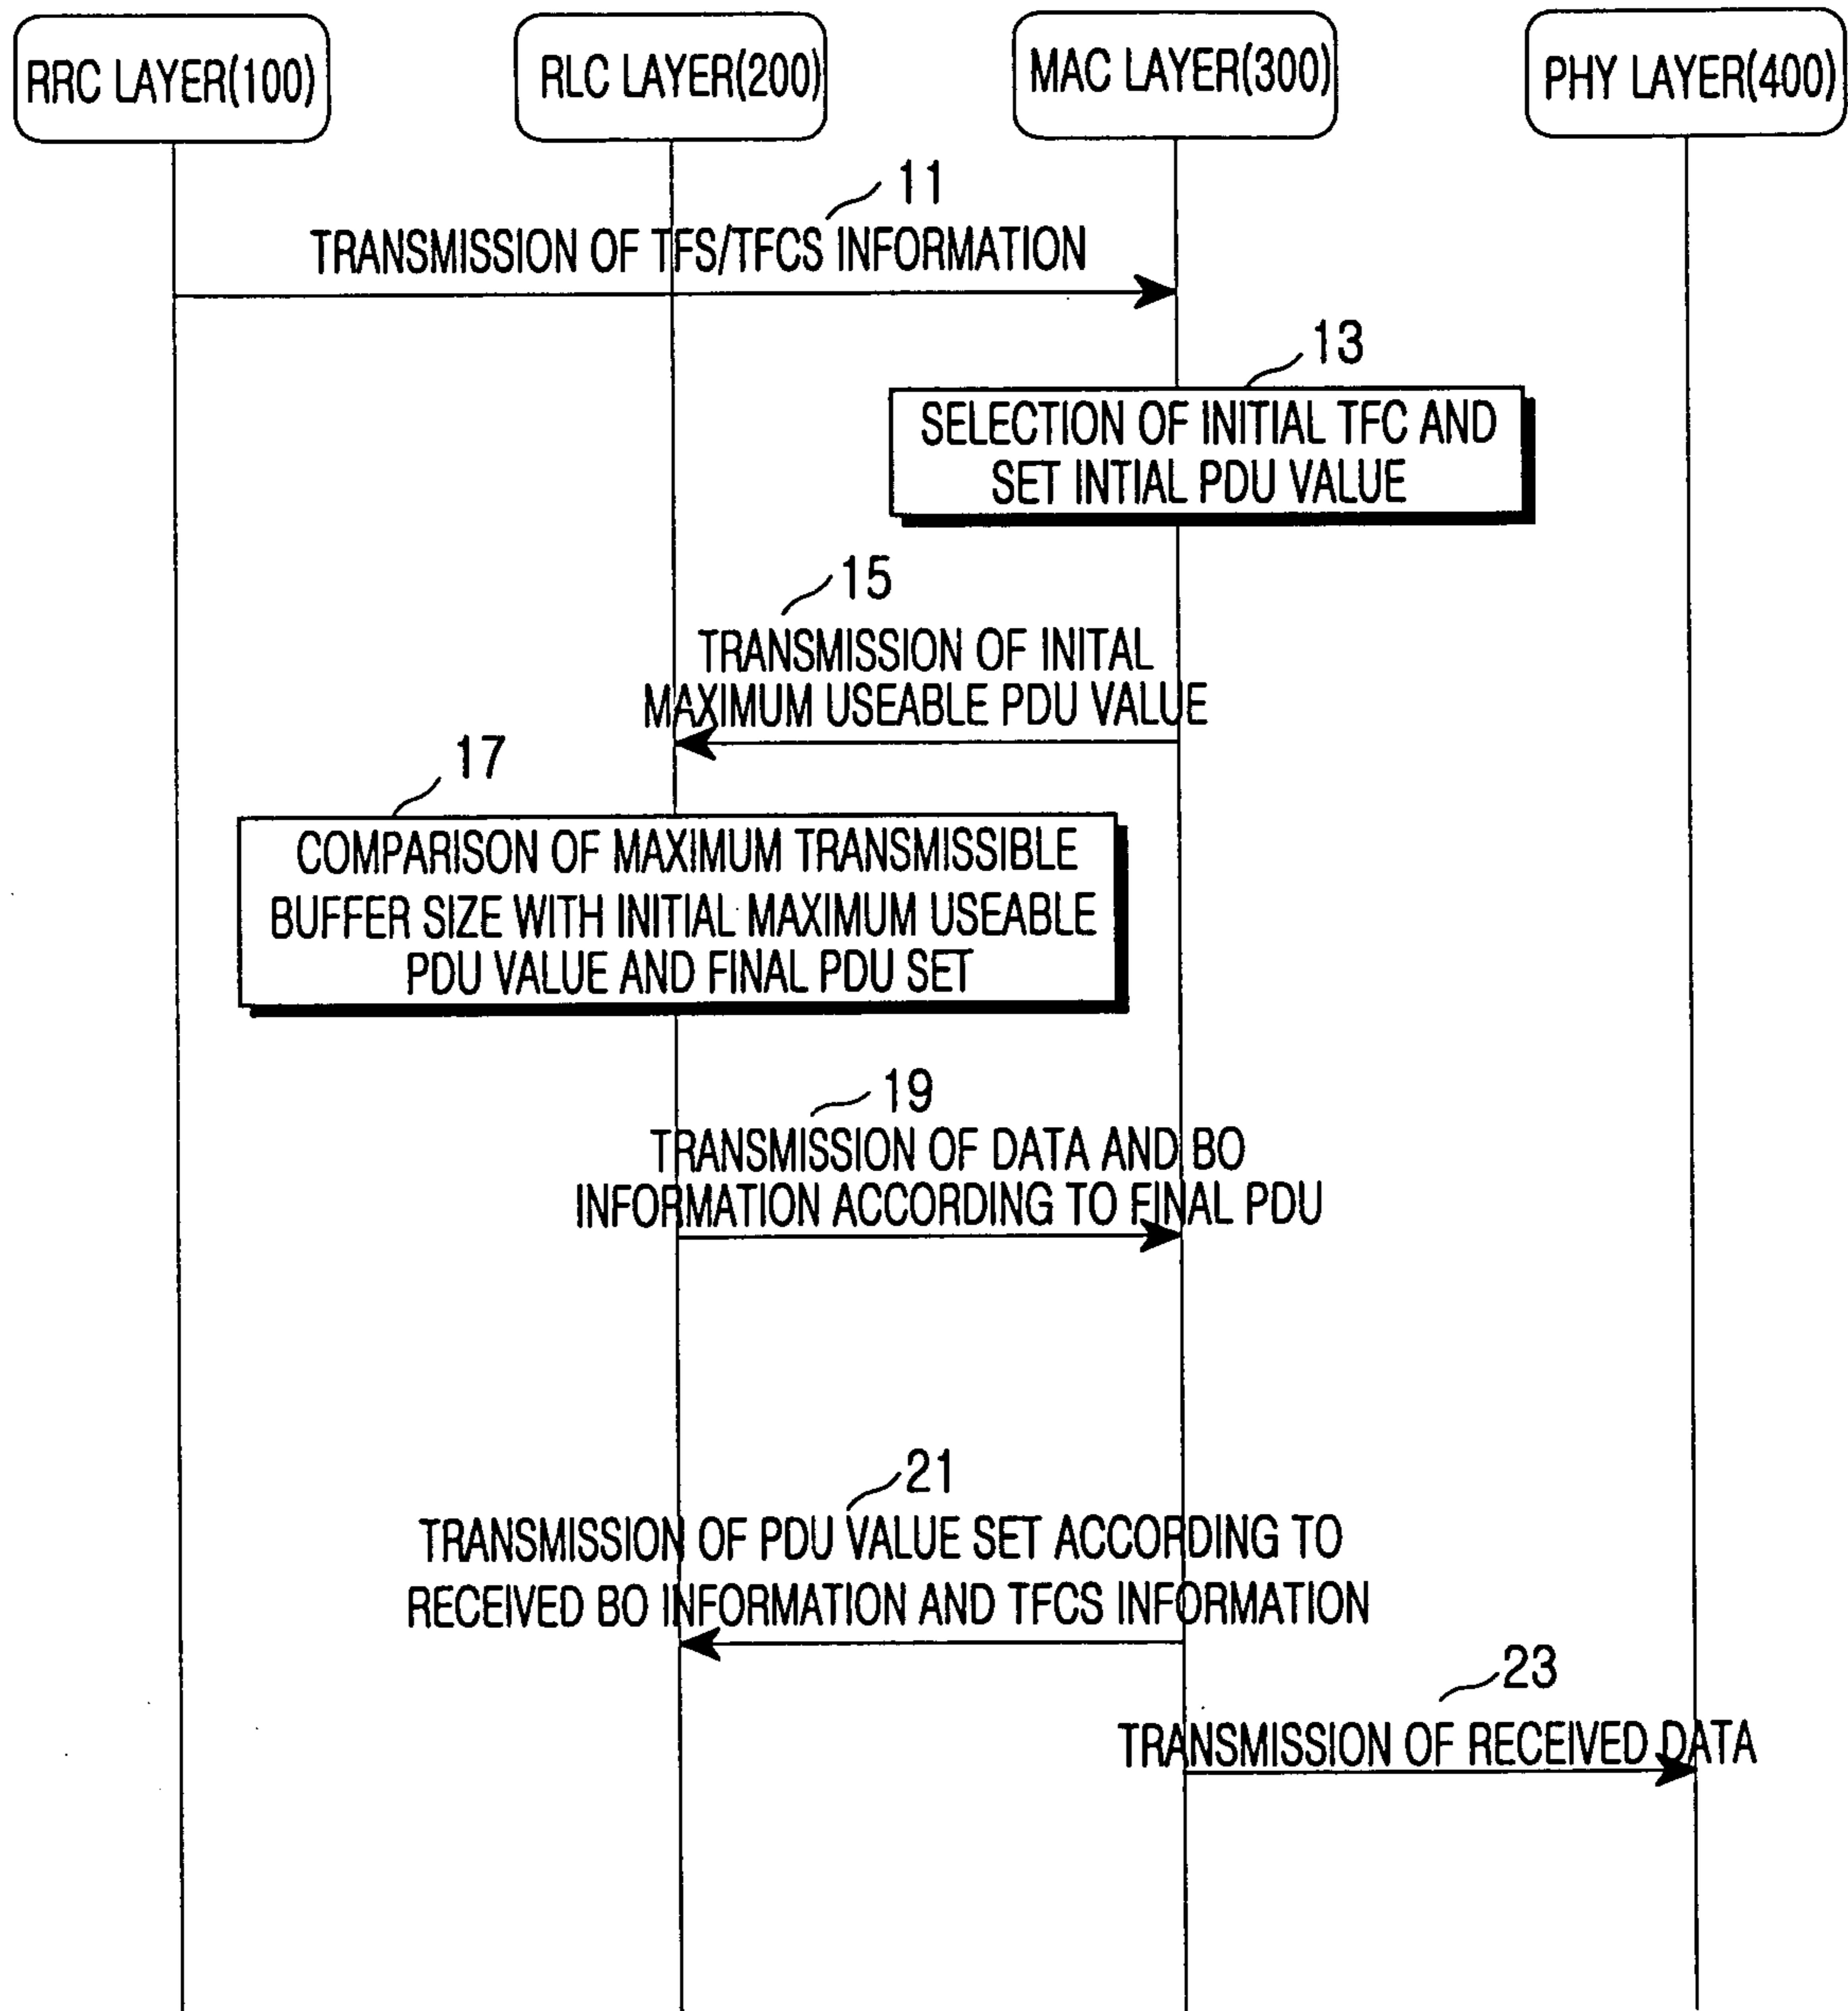 RRC LAYER(100)
RLC LAYER(200)
MAC LAYER(300)
PHY LAYER(400)
11
TRANSMISSION OF TFS/TFCS INFORMATION
13
SELECTION OF INITIAL TFC AND
SET INTIAL PDU VALUE
15
TRANSMISSION OF INITAL
MAXIMUM USEABLE PDU VALUE
17
COMPARISON OF MAXIMUM TRANSMISSIBLE
BUFFER SIZE WITH INITIAL MAXIMUM USEABLE
PDU VALUE AND FINAL PDU SET
19
TRANSMISSION OF DATA AND BO
INFORMATION ACCORDING TO FINAL PDU
21
TRANSMISSION OF PDU VALUE SET ACCORDING TO
RECEIVED BO INFORMATION AND TFCS INFORMATION
23
TRANSMISSION OF RECEIVED DATA